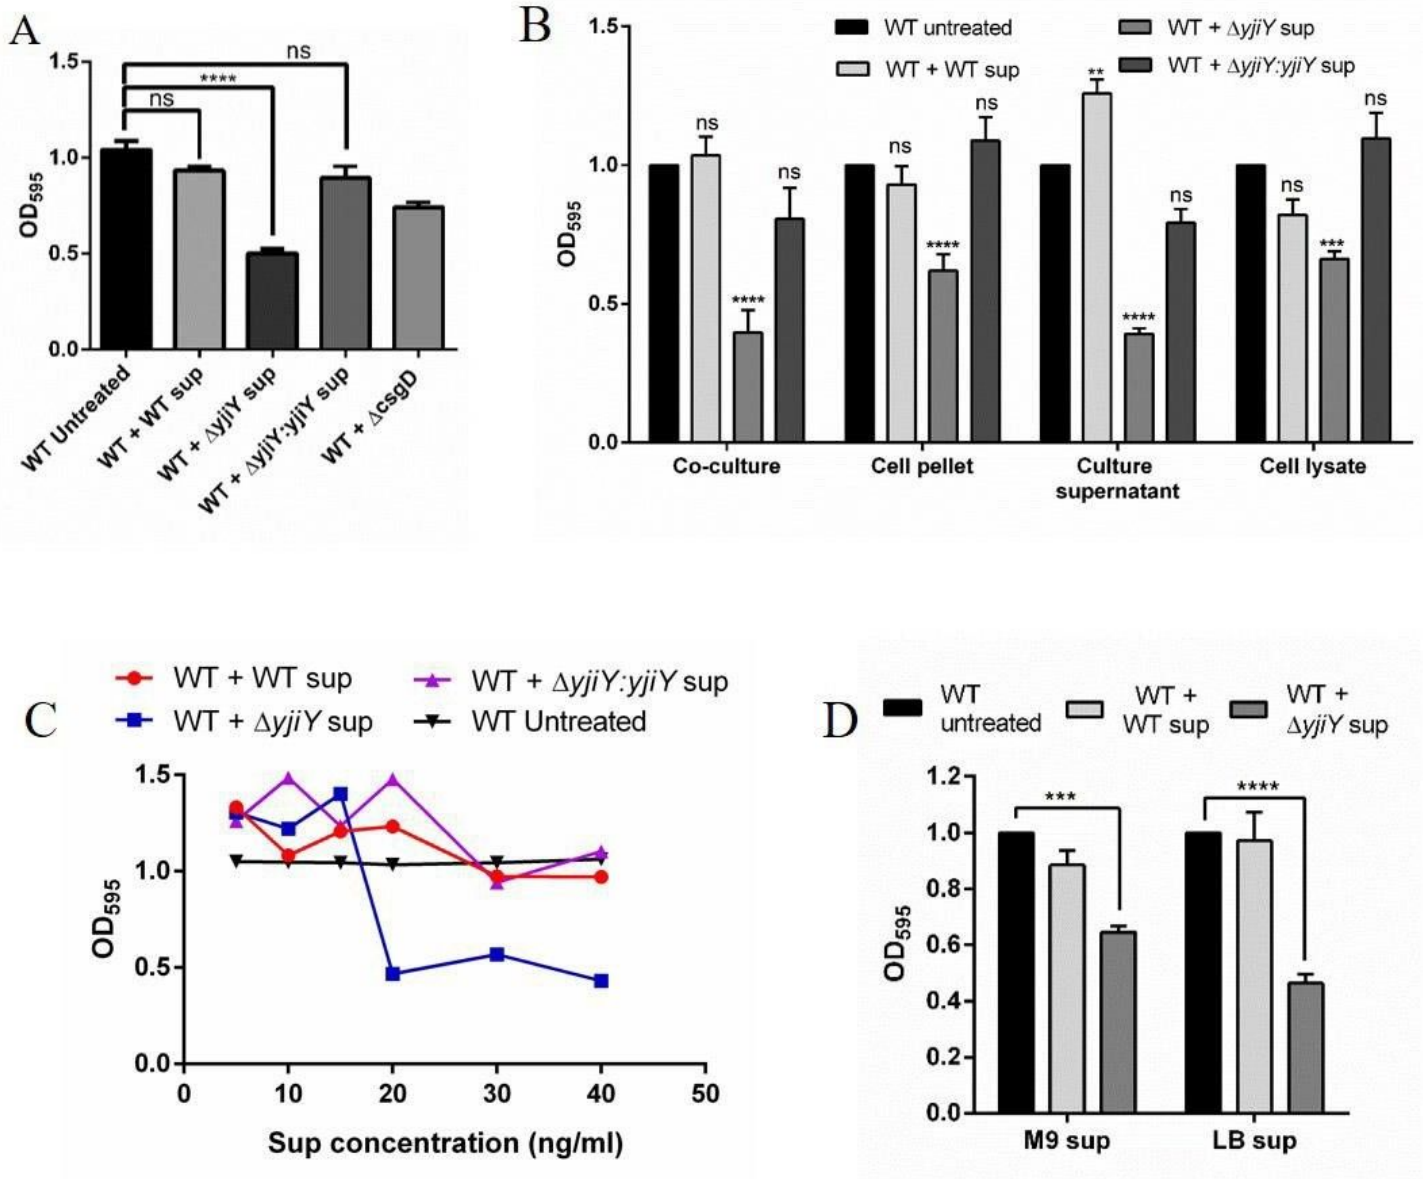 A
1.5
1.0
0.5
0.0
OD595
ns
****
ns
WT Untreated
WT + WT sup
WT + ΔyjiY sup
WT + ΔyjiY:yjiY sup
WT + ΔcsgD
B
WT untreated
WT + WT sup
WT + ΔyjiY sup
WT + ΔyjiY:yjiY sup
1.5
1.0
0.5
0.0
OD595
ns
****
ns
ns
****
ns
**
****
ns
ns
***
ns
Co-culture
Cell pellet
Culture
supernatant
Cell lysate
C
WT + WT sup
WT + ΔyjiY sup
WT + ΔyjiY:yjiY sup
WT Untreated
1.5
1.0
0.5
0.0
OD595
0 10 20 30 40 50
Sup concentration (ng/ml)
D
WT
untreated
WT +
WT sup
WT +
ΔyjiY sup
1.2
1.0
0.8
0.6
0.4
0.2
0.0
OD595
***
****
M9 sup
LB sup